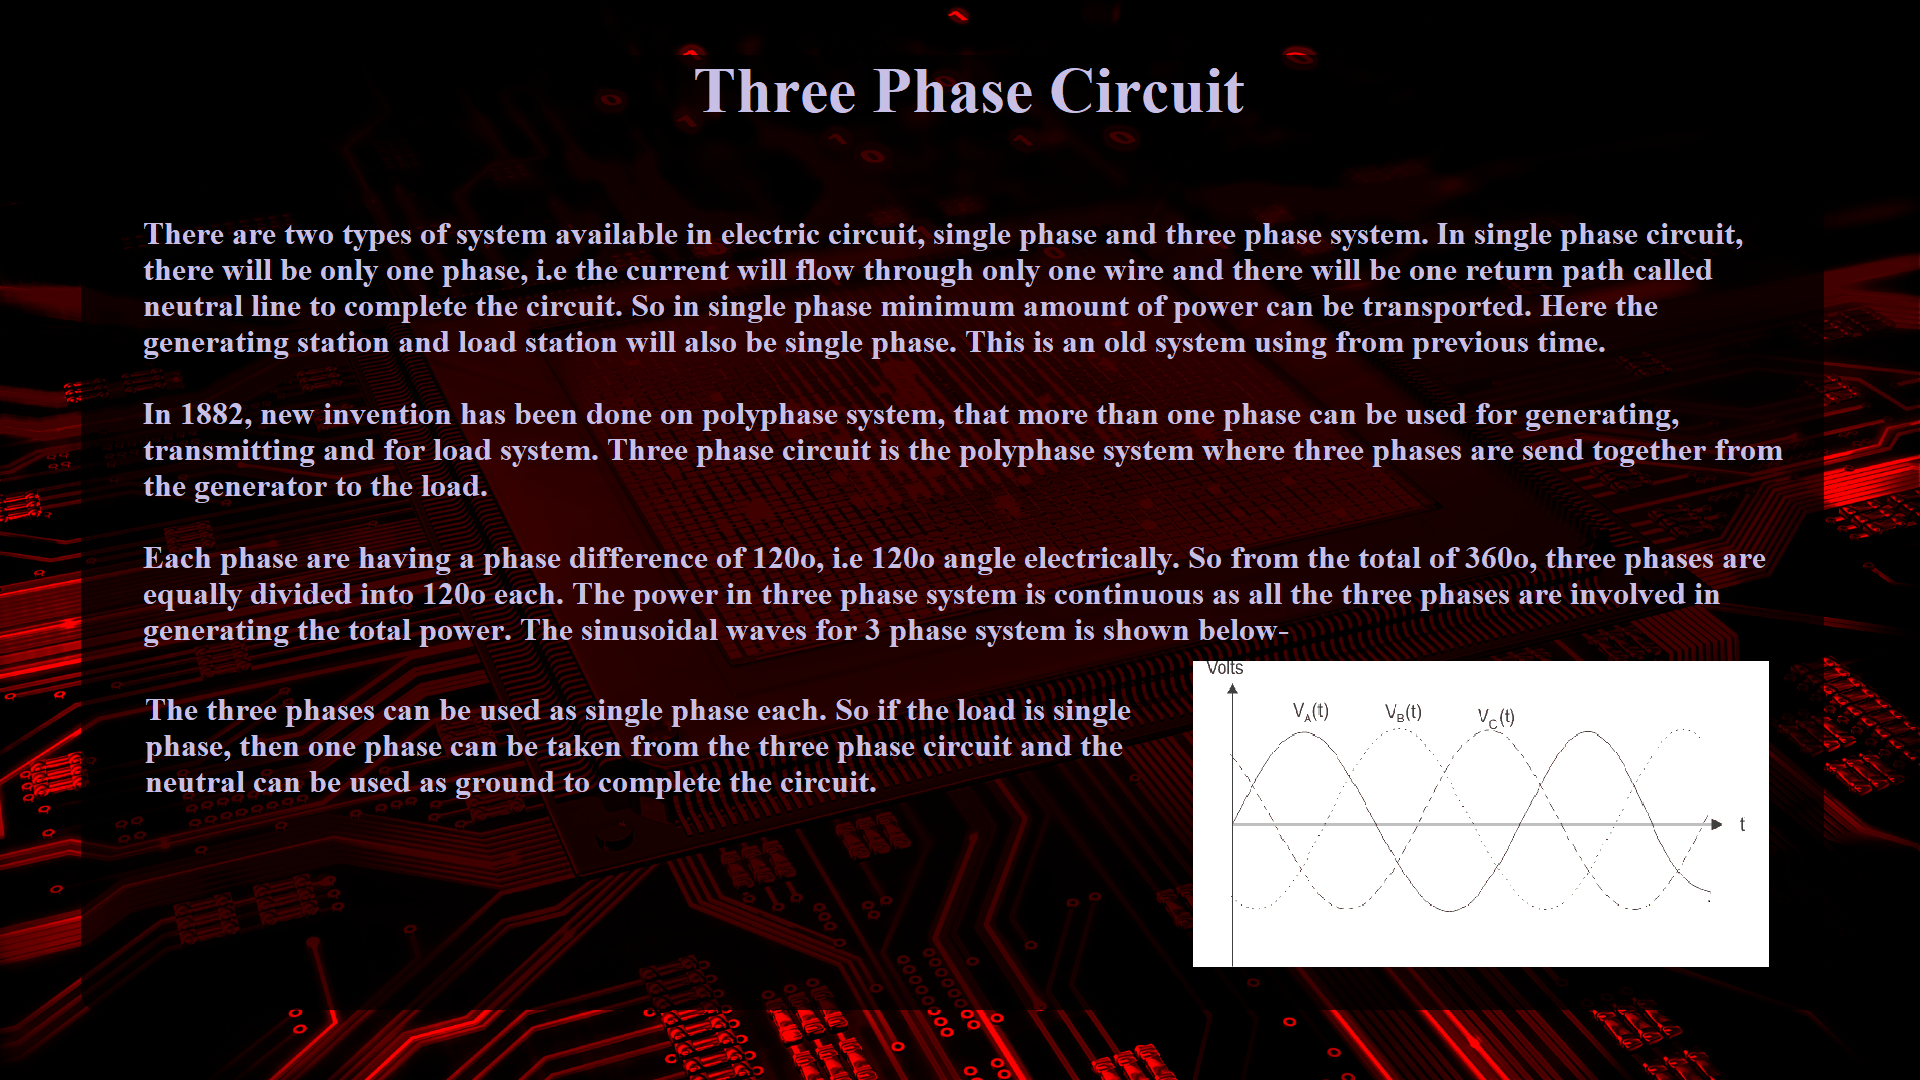 Three Phase Circuit
There are two types of system available in electric circuit, single phase and three phase system. In single phase circuit,
there will be only one phase, i.e the current will flow through only one wire and there will be one return path called
neutral line to complete the circuit. So in single phase minimum amount of power can be transported. Here the
generating station and load station will also be single phase. This is an old system using from previous time.
In 1882, new invention has been done on polyphase system, that more than one phase can be used for generating,
transmitting and for load system. Three phase circuit is the polyphase system where three phases are send together from
the generator to the load.
Each phase are having a phase difference of 120o, i.e 120o angle electrically. So from the total of 360o, three phases are
equally divided into 120o each. The power in three phase system is continuous as all the three phases are involved in
generating the total power. The sinusoidal waves for 3 phase system is shown below-
The three phases can be used as single phase each. So if the load is single
phase, then one phase can be taken from the three phase circuit and the
neutral can be used as ground to complete the circuit.
Volts
VA(t) VB(t) VC(t)
t